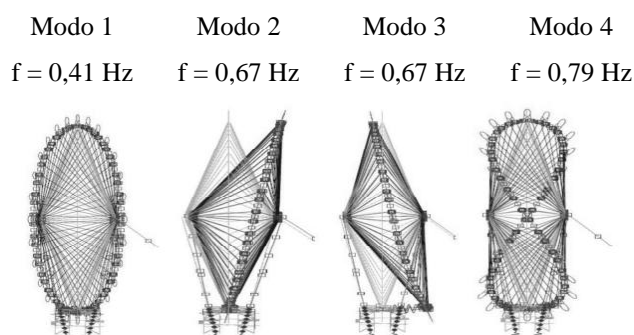 Modo 1 Modo 2 Modo 3 Modo 4
f = 0,41 Hz f = 0,67 Hz f = 0,67 Hz f = 0,79 Hz